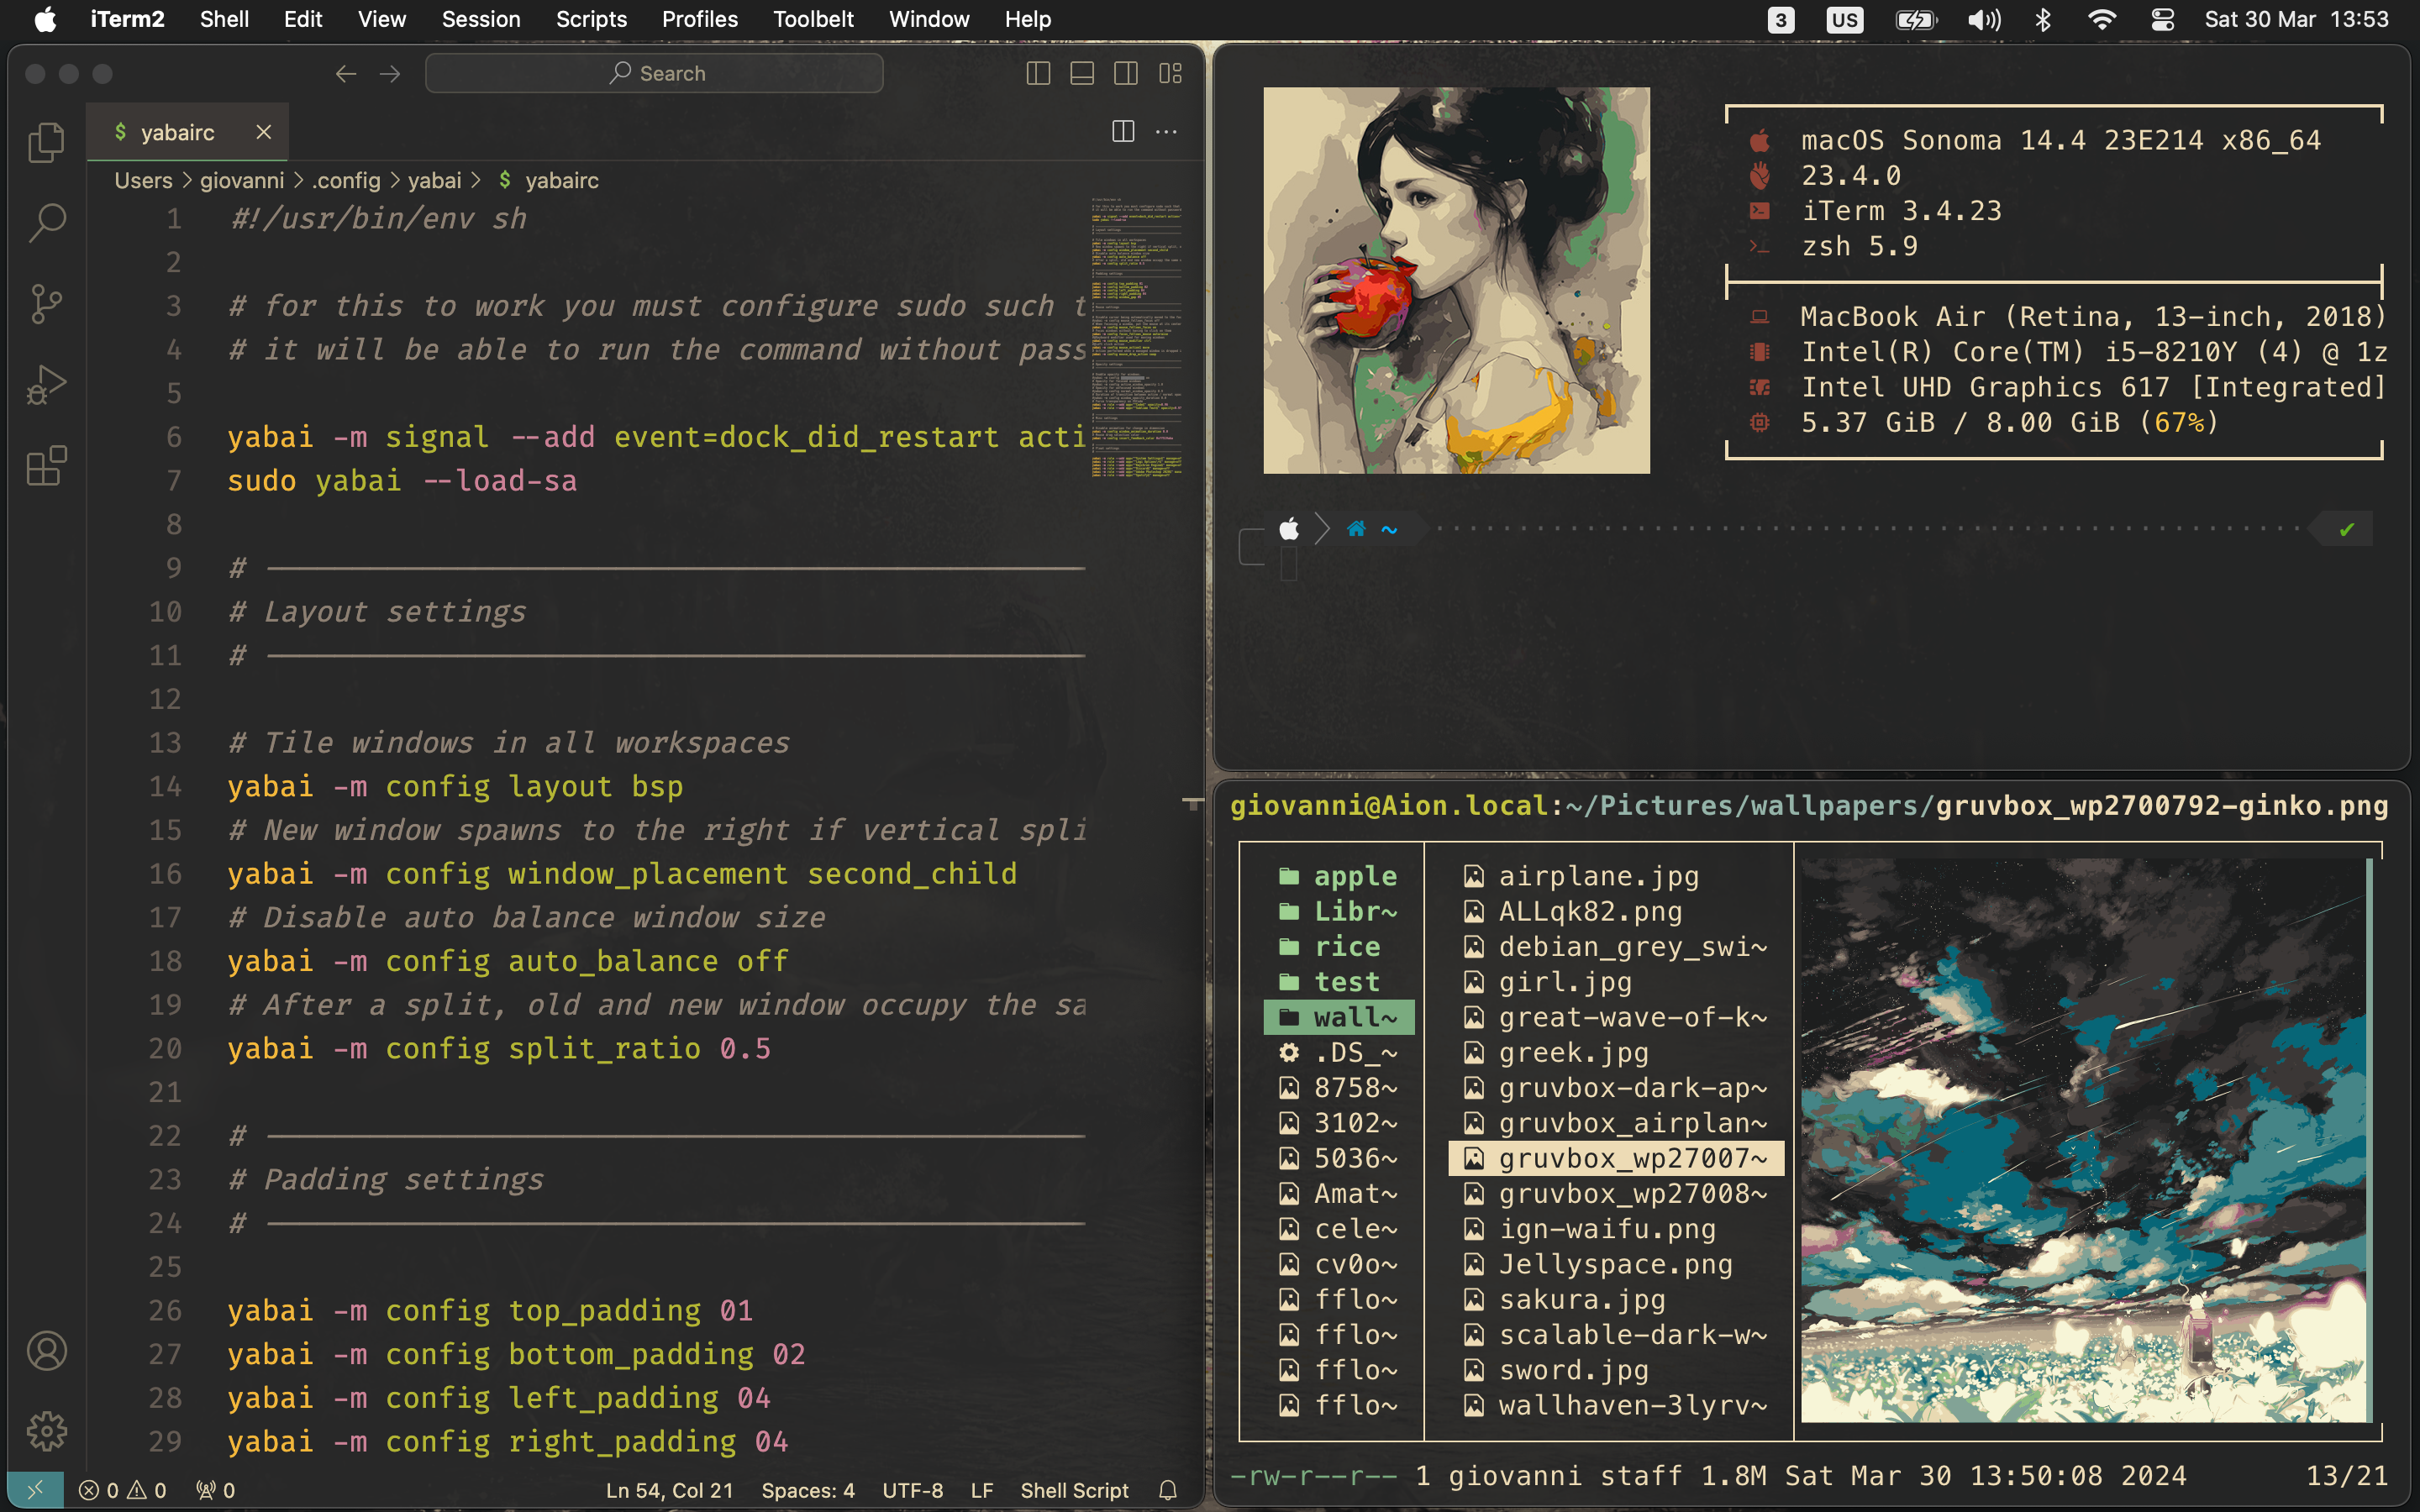 iTerm2 Shell Edit View Session Scripts Profiles Toolbelt Window Help 3 US Sat 30 Mar 13:53
Search
$ yabairc
Users > giovanni > .config > yabai > $ yabairc
1 #!/usr/bin/env sh
2
3 # for this to work you must configure sudo such t
4 # it will be able to run the command without pass
5
6 yabai -m signal --add event=dock_did_restart acti
7 sudo yabai --load-sa
8
9 #
10 # Layout settings
11 #
12
13 # Tile windows in all workspaces
14 yabai -m config layout bsp
15 # New window spawns to the right if vertical spli
16 yabai -m config window_placement second_child
17 # Disable auto balance window size
18 yabai -m config auto_balance off
19 # After a split, old and new window occupy the sa
20 yabai -m config split_ratio 0.5
21
22 #
23 # Padding settings
24 #
25
26 yabai -m config top_padding 01
27 yabai -m config bottom_padding 02
28 yabai -m config left_padding 04
29 yabai -m config right_padding 04
0 0 0 Ln 54, Col 21 Spaces: 4 UTF-8 LF Shell Script
macOS Sonoma 14.4 23E214 x86_64
23.4.0
iTerm 3.4.23
zsh 5.9
MacBook Air (Retina, 13-inch, 2018)
Intel(R) Core(TM) i5-8210Y (4) @ 1z
Intel UHD Graphics 617 [Integrated]
5.37 GiB / 8.00 GiB (67%)
~
giovanni@Aion.local:~/Pictures/wallpapers/gruvbox_wp2700792-ginko.png
apple
Libr~
rice
test
wall~
.DS_~
8758~
3102~
5036~
Amat~
cele~
cv0o~
fflo~
fflo~
fflo~
fflo~
airplane.jpg
ALLqk82.png
debian_grey_swi~
girl.jpg
great-wave-of-k~
greek.jpg
gruvbox-dark-ap~
gruvbox_airplan~
gruvbox_wp27007~
gruvbox_wp27008~
ign-waifu.png
Jellyspace.png
sakura.jpg
scalable-dark-w~
sword.jpg
wallhaven-3lyrv~
-rw-r--r-- 1 giovanni staff 1.8M Sat Mar 30 13:50:08 2024 13/21